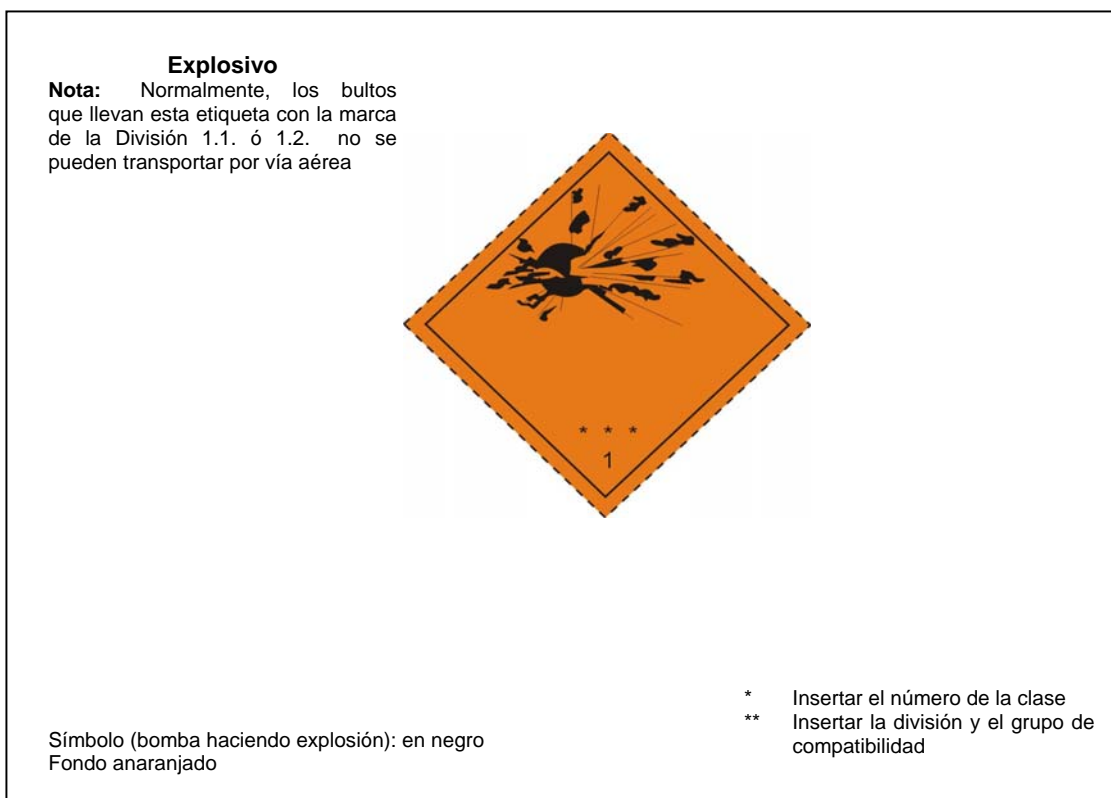 Explosivo
Nota: Normalmente, los bultos
que llevan esta etiqueta con la marca
de la División 1.1. ó 1.2. no se
pueden transportar por vía aérea
* * *
1
Símbolo (bomba haciendo explosión): en negro
Fondo anaranjado
* Insertar el número de la clase
** Insertar la división y el grupo de
compatibilidad